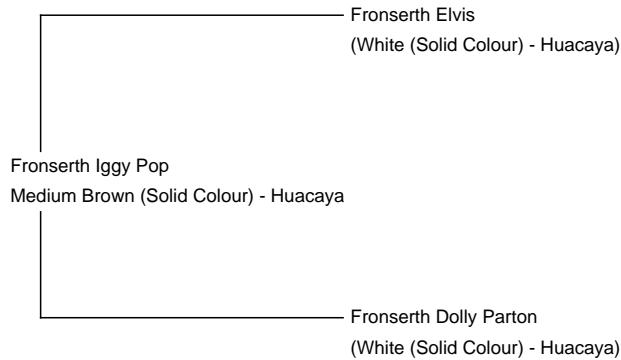 Fronserth Elvis
(White (Solid Colour) - Huacaya)
Fronserth Iggy Pop
Medium Brown (Solid Colour) - Huacaya
Fronserth Dolly Parton
(White (Solid Colour) - Huacaya)